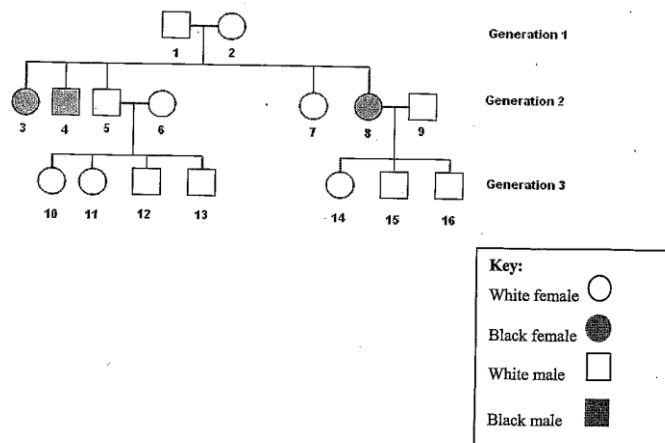 Generation 1
1 2
Generation 2
3 4 5 6 7 8 9
Generation 3
10 11 12 13 14 15 16
Key:
White female
Black female
White male
Black male